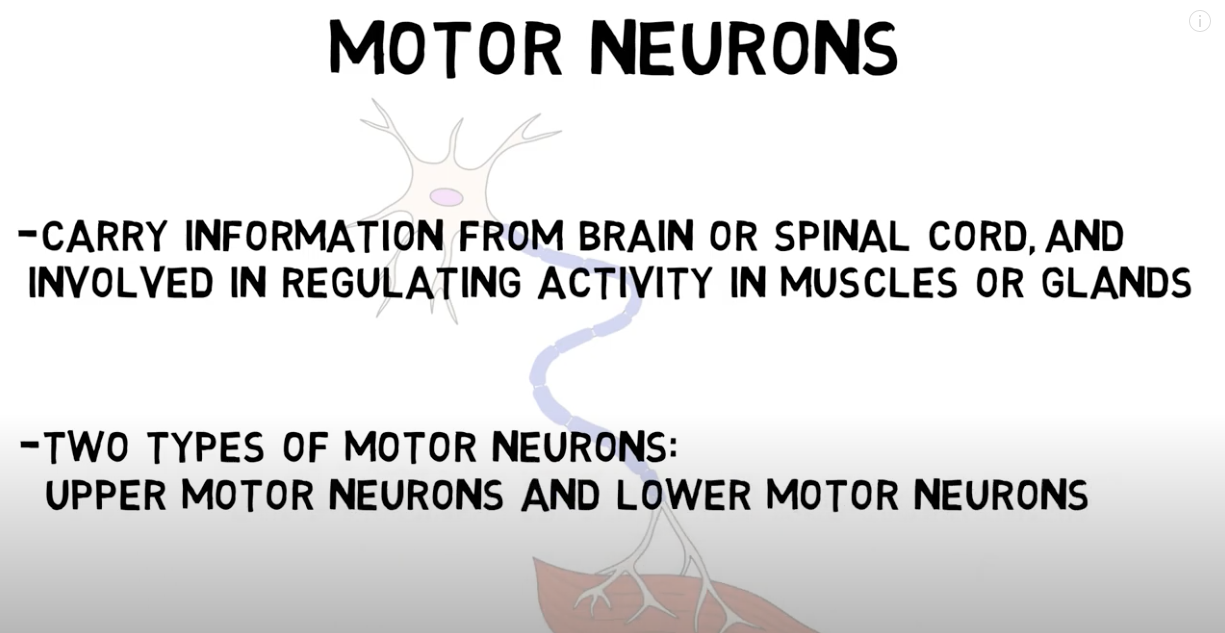 MOTOR NEURONS
-CARRY INFORMATION FROM BRAIN OR SPINAL CORD, AND
INVOLVED IN REGULATING ACTIVITY IN MUSCLES OR GLANDS
-TWO TYPES OF MOTOR NEURONS:
UPPER MOTOR NEURONS AND LOWER MOTOR NEURONS